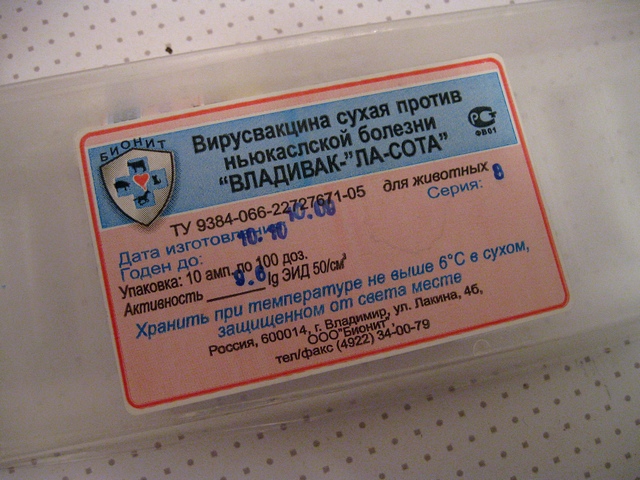 БИОНИТ
Вирусвакцина сухая против
ньюкаслской болезни
"ВЛАДИВАК-"ЛА-СОТА"
РСТ
ФВ01
ТУ 9384-066-22727671-05 для животных
Дата изготовления 10.08 Серия: 8
Годен до: 10.10
Упаковка: 10 амп. по 100 доз.
Активность 9.6 lg ЭИД 50/см³
Хранить при температуре не выше 6°С в сухом,
защищенном от света месте
Россия, 600014, г. Владимир, ул. Лакина, 4б,
ООО"Бионит",
тел/факс (4922) 34-00-79